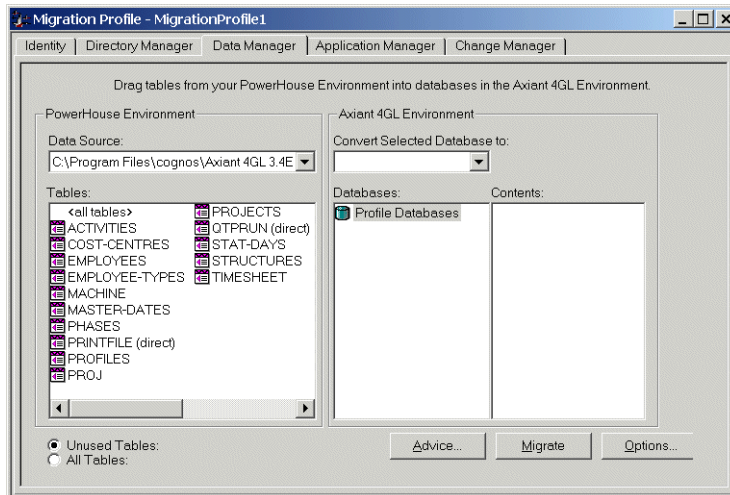 Migration Profile - MigrationProfile1
Identity
Directory Manager
Data Manager
Application Manager
Change Manager
Drag tables from your PowerHouse Environment into databases in the Axiant 4GL Environment.
PowerHouse Environment
Data Source:
C:\Program Files\cognos\Axiant 4GL 3.4E
Tables:
<all tables>
ACTIVITIES
COST-CENTRES
EMPLOYEES
EMPLOYEE-TYPES
MACHINE
MASTER-DATES
PHASES
PRINTFILE (direct)
PROFILES
PROJ
PROJECTS
QTPRUN (direct)
STAT-DAYS
STRUCTURES
TIMESHEET
Axiant 4GL Environment
Convert Selected Database to:
Databases:
Profile Databases
Contents:
Unused Tables:
All Tables:
Advice...
Migrate
Options...